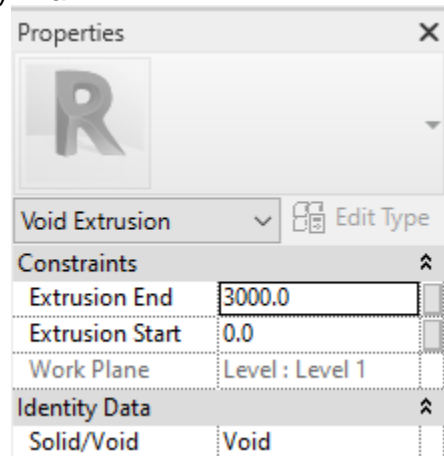 Properties
R
Void Extrusion Edit Type
Constraints
Extrusion End 3000.0
Extrusion Start 0.0
Work Plane Level : Level 1
Identity Data
Solid/Void Void